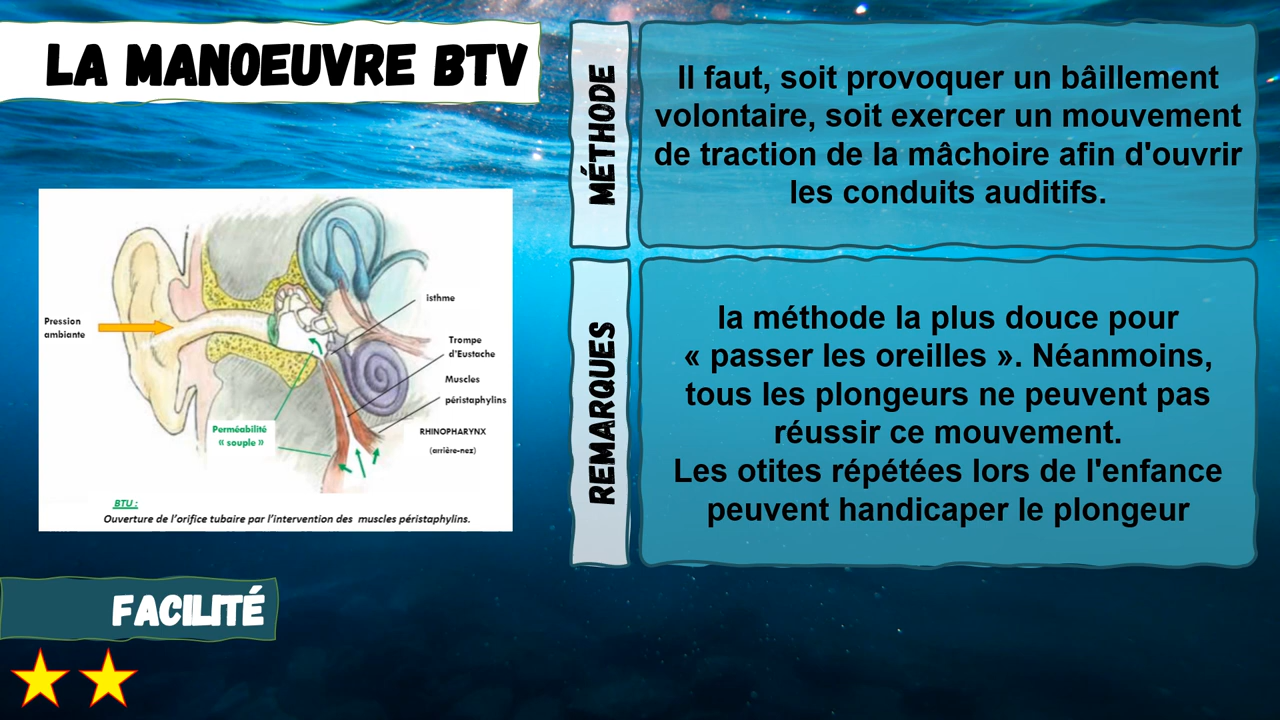 LA MANOEUVRE BTV
MÉTHODE
Il faut, soit provoquer un bâillement
volontaire, soit exercer un mouvement
de traction de la mâchoire afin d'ouvrir
les conduits auditifs.
REMARQUES
la méthode la plus douce pour
« passer les oreilles ». Néanmoins,
tous les plongeurs ne peuvent pas
réussir ce mouvement.
Les otites répétées lors de l'enfance
peuvent handicaper le plongeur
Pression
ambiante
isthme
Trompe
d'Eustache
Muscles
péristaphylins
RHINOPHARYNX
(arrière-nez)
Perméabilité
« souple »
BTU :
Ouverture de l'orifice tubaire par l'intervention des muscles péristaphylins.
FACILITÉ